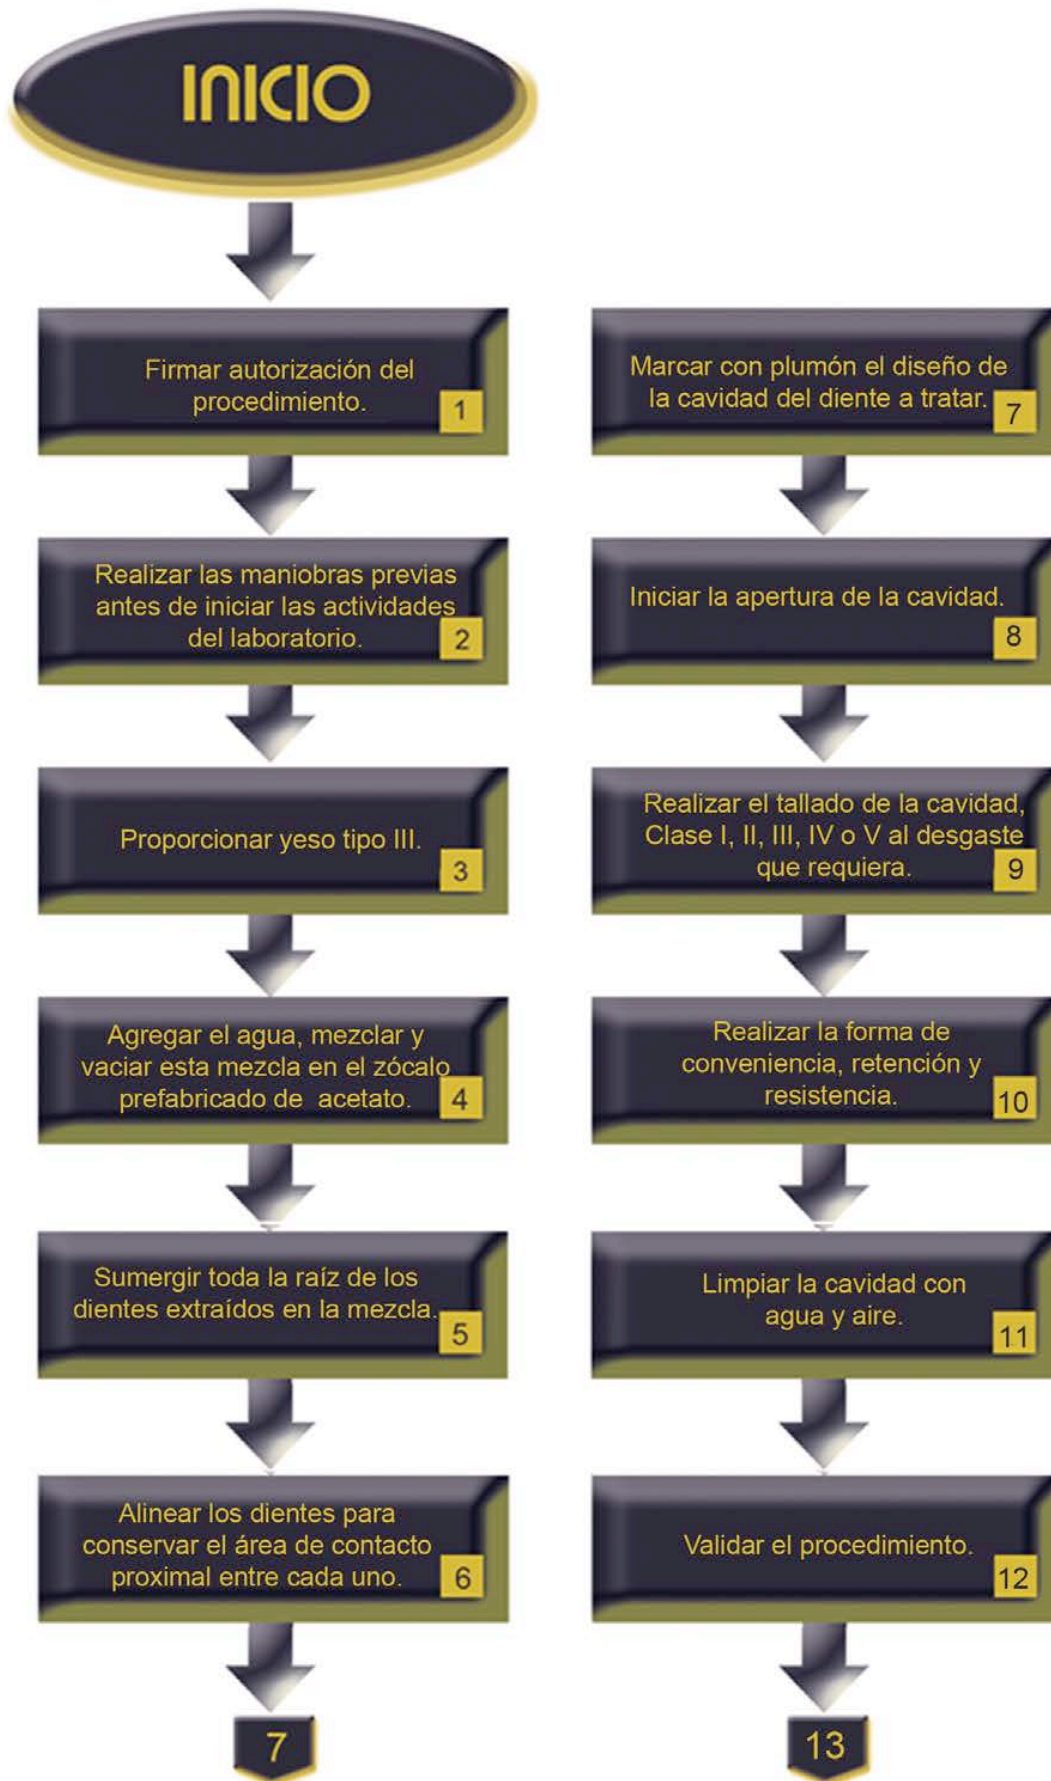 INICIO
Firmar autorización del
procedimiento.
1
Realizar las maniobras previas
antes de iniciar las actividades
del laboratorio.
2
Proporcionar yeso tipo III.
3
Agregar el agua, mezclar y
vaciar esta mezcla en el zócalo
prefabricado de acetato.
4
Sumergir toda la raíz de los
dientes extraídos en la mezcla.
5
Alinear los dientes para
conservar el área de contacto
proximal entre cada uno.
6
7
Marcar con plumón el diseño de
la cavidad del diente a tratar.
7
Iniciar la apertura de la cavidad.
8
Realizar el tallado de la cavidad,
Clase I, II, III, IV o V al desgaste
que requiera.
9
Realizar la forma de
conveniencia, retención y
resistencia.
10
Limpiar la cavidad con
agua y aire.
11
Validar el procedimiento.
12
13